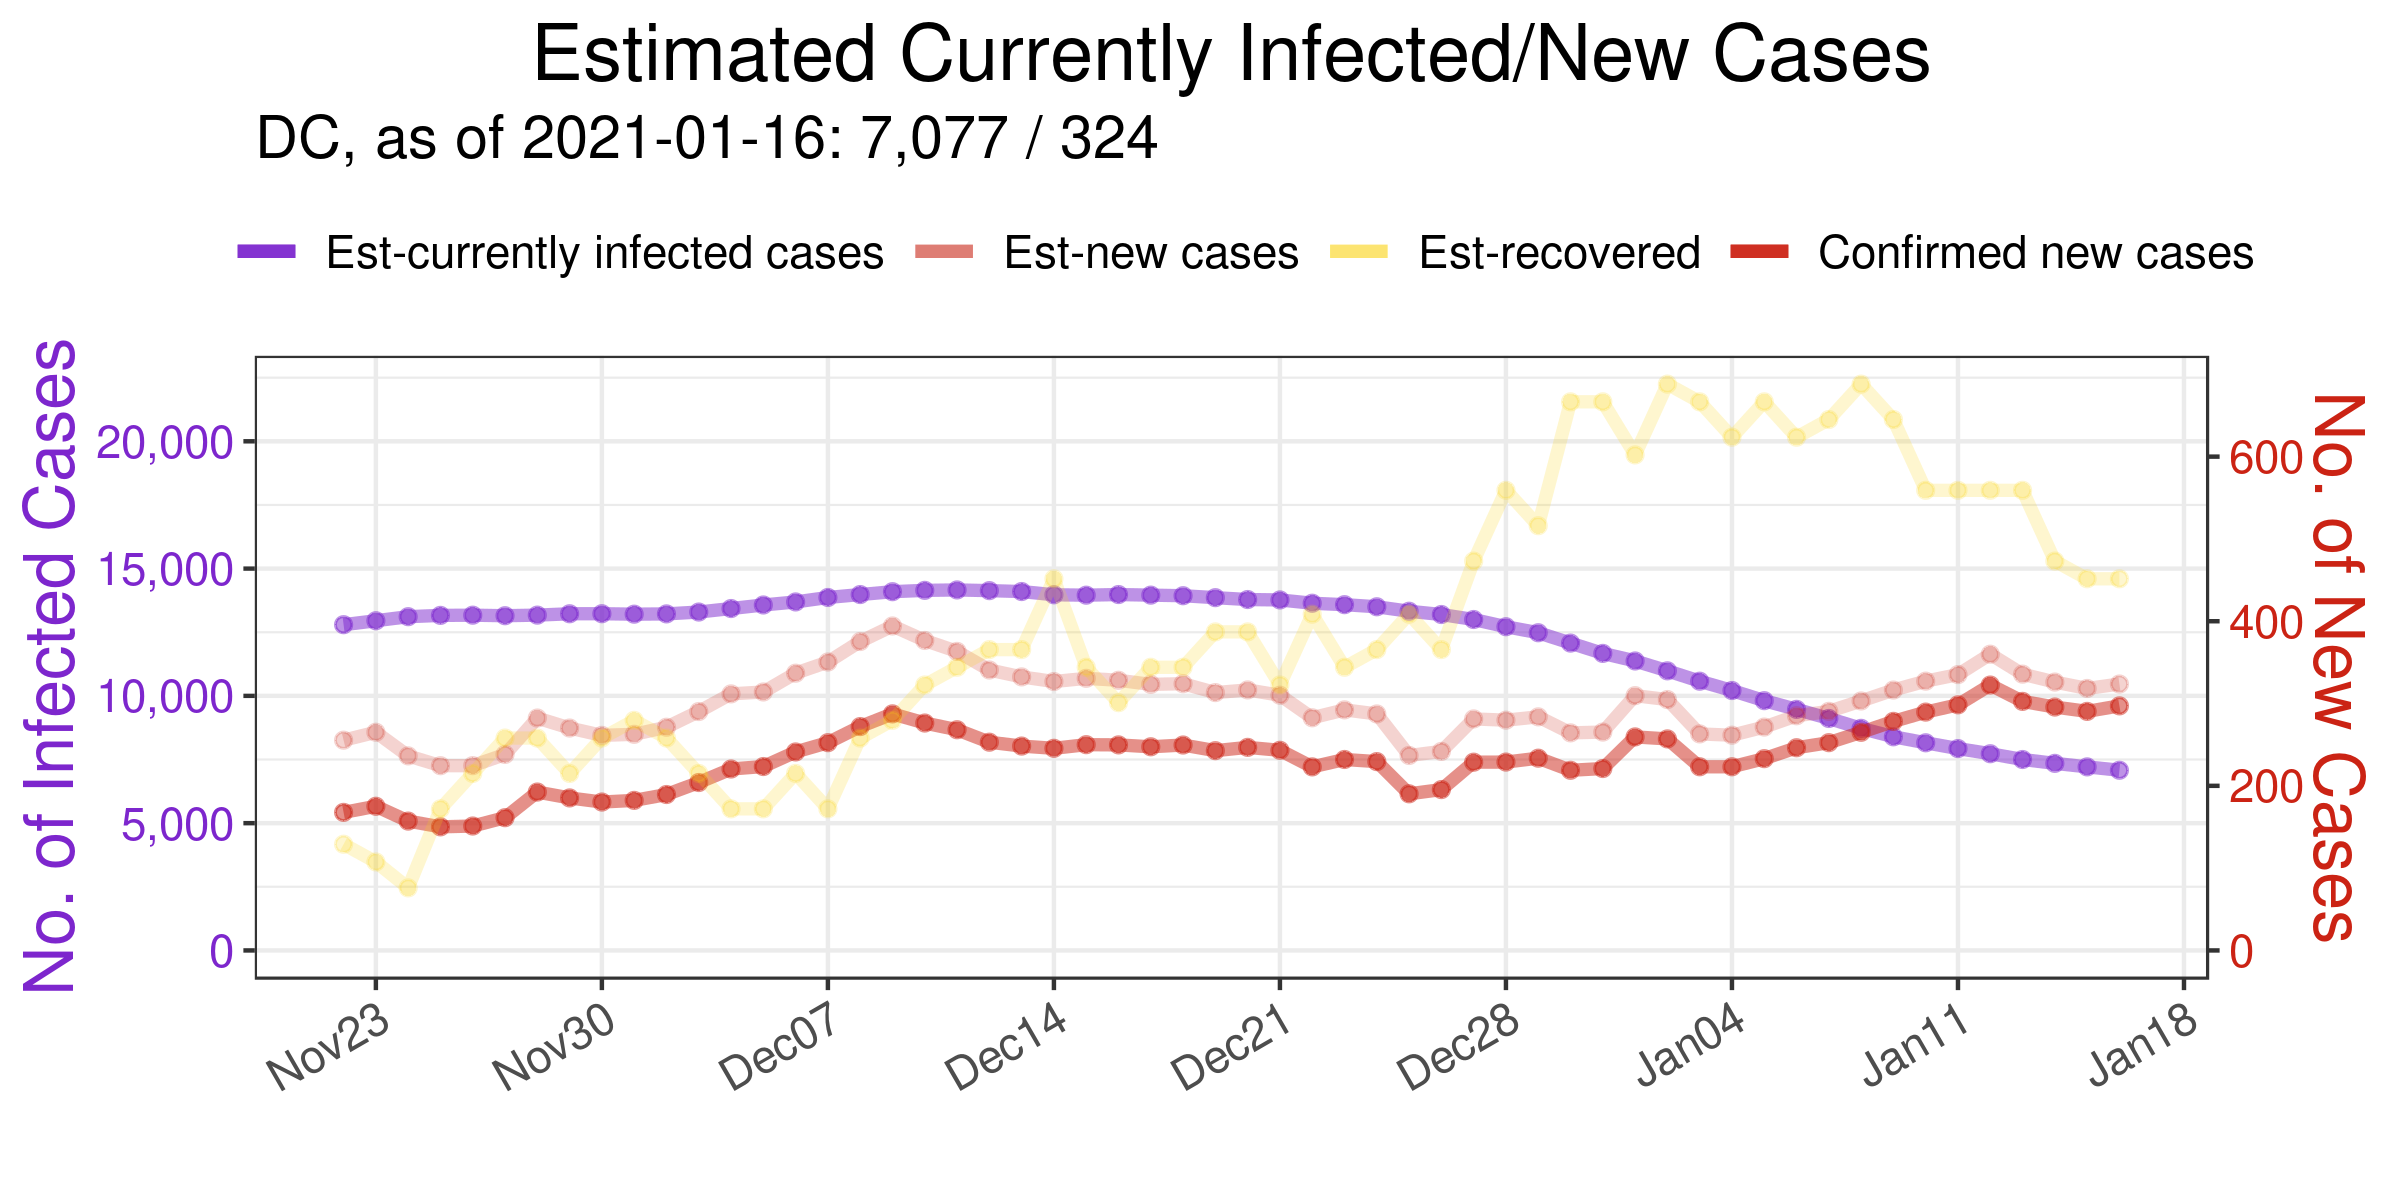 Estimated Currently Infected/New Cases
DC, as of 2021-01-16: 7,077 / 324
Est-currently infected cases Est-new cases Est-recovered Confirmed new cases
No. of Infected Cases
20,000
15,000
10,000
5,000
0
No. of New Cases
600
400
200
0
Nov23 Nov30 Dec07 Dec14 Dec21 Dec28 Jan04 Jan11 Jan18